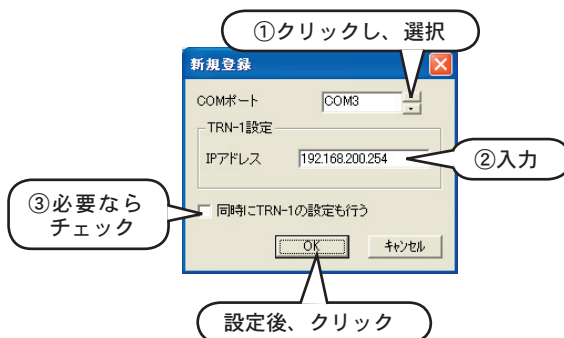 ①クリックし、選択
新規登録
COMポート COM3
TRN-1設定
IPアドレス 192.168.200.254
②入力
③必要なら
チェック
同時にTRN-1の設定も行う
OK キャンセル
設定後、クリック